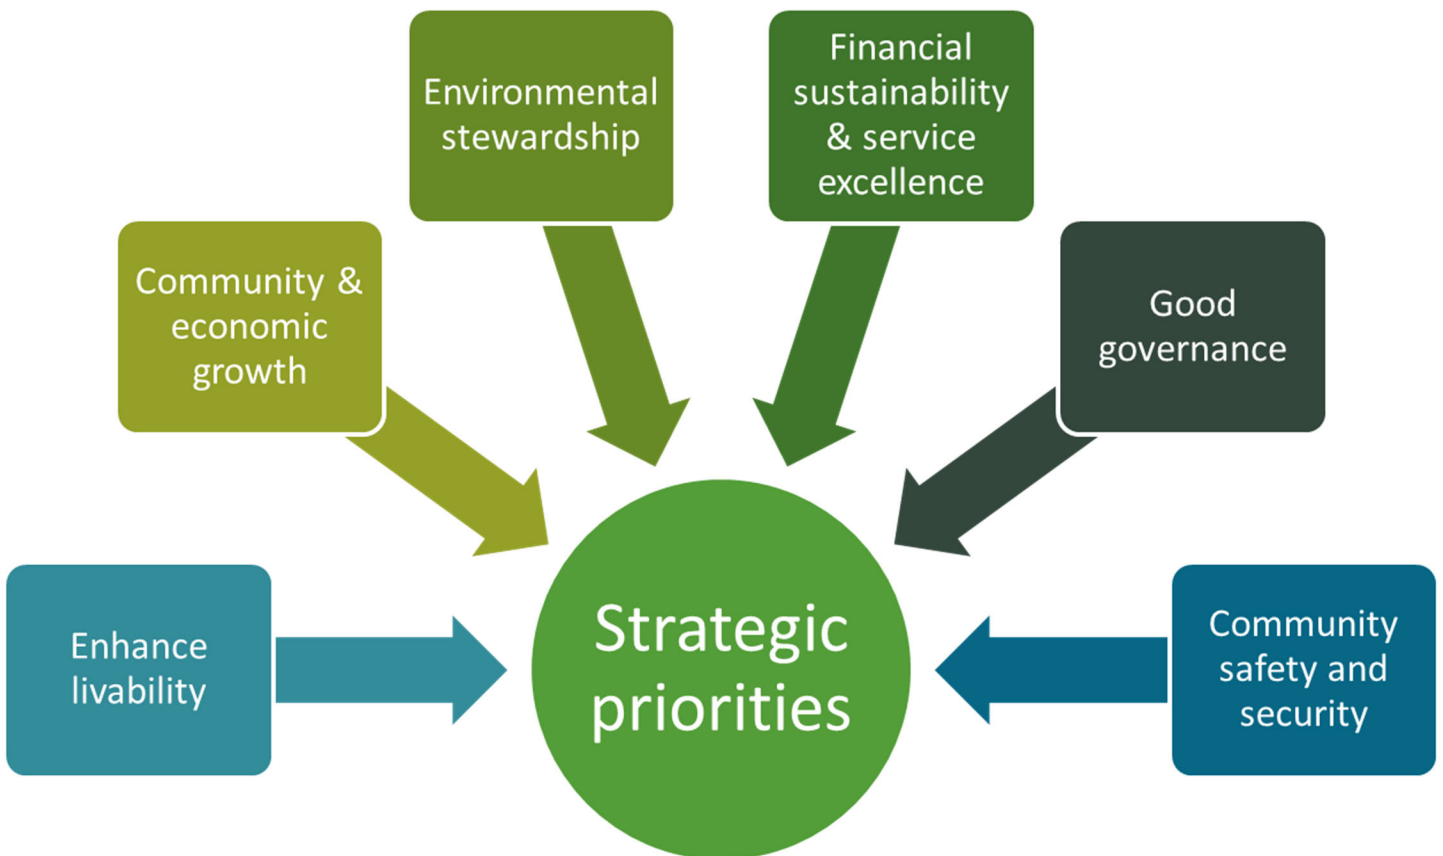 Environmental
stewardship
Financial
sustainability
& service
excellence
Community &
economic
growth
Good
governance
Enhance
livability
Strategic
priorities
Community
safety and
security